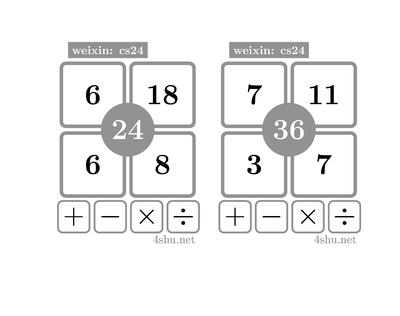 weixin: cs24
6 18
24
6 8
+ − × ÷
4shu.net
weixin: cs24
7 11
36
3 7
+ − × ÷
4shu.net